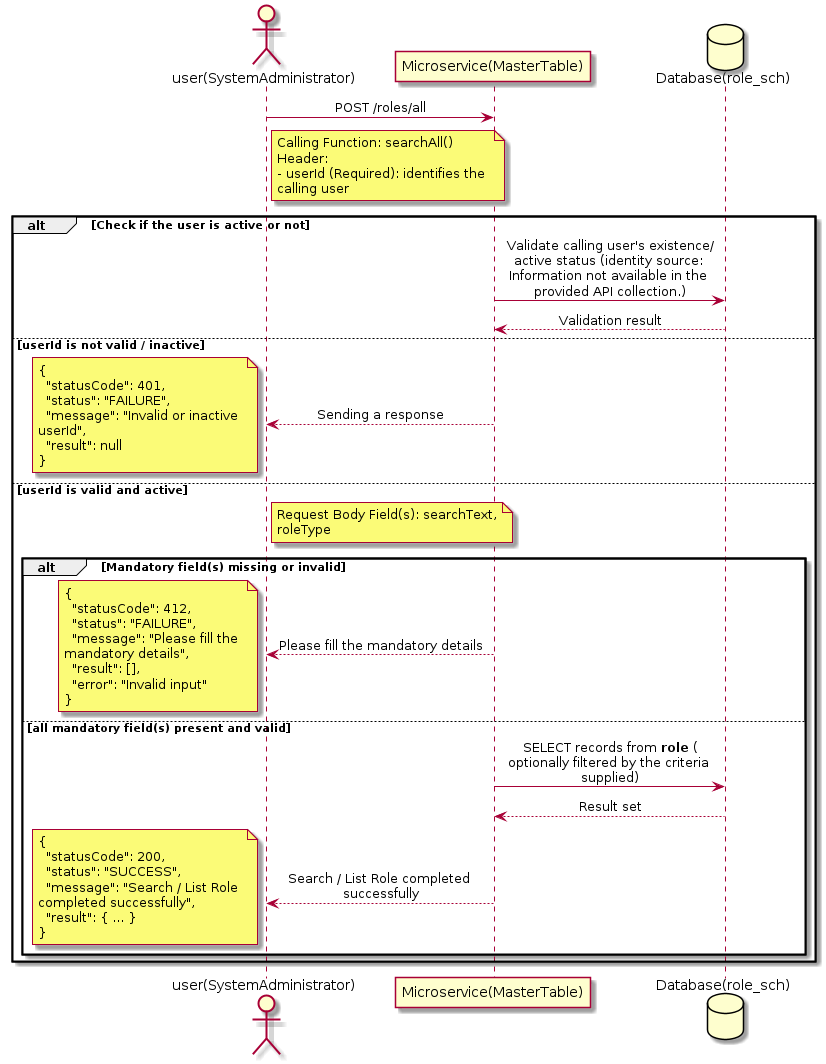 user(SystemAdministrator)
Microservice(MasterTable)
Database(role_sch)
POST /roles/all
Calling Function: searchAll()
Header:
- userId (Required): identifies the
calling user
alt
[Check if the user is active or not]
Validate calling user's existence/
active status (identity source:
Information not available in the
provided API collection.)
Validation result
[userId is not valid / inactive]
{
"statusCode": 401,
"status": "FAILURE",
"message": "Invalid or inactive
userId",
"result": null
}
Sending a response
[userId is valid and active]
Request Body Field(s): searchText,
roleType
alt
[Mandatory field(s) missing or invalid]
{
"statusCode": 412,
"status": "FAILURE",
"message": "Please fill the
mandatory details",
"result": [],
"error": "Invalid input"
}
Please fill the mandatory details
[all mandatory field(s) present and valid]
SELECT records from role (
optionally filtered by the criteria
supplied)
Result set
{
"statusCode": 200,
"status": "SUCCESS",
"message": "Search / List Role
completed successfully",
"result": { ... }
}
Search / List Role completed
successfully
user(SystemAdministrator)
Microservice(MasterTable)
Database(role_sch)